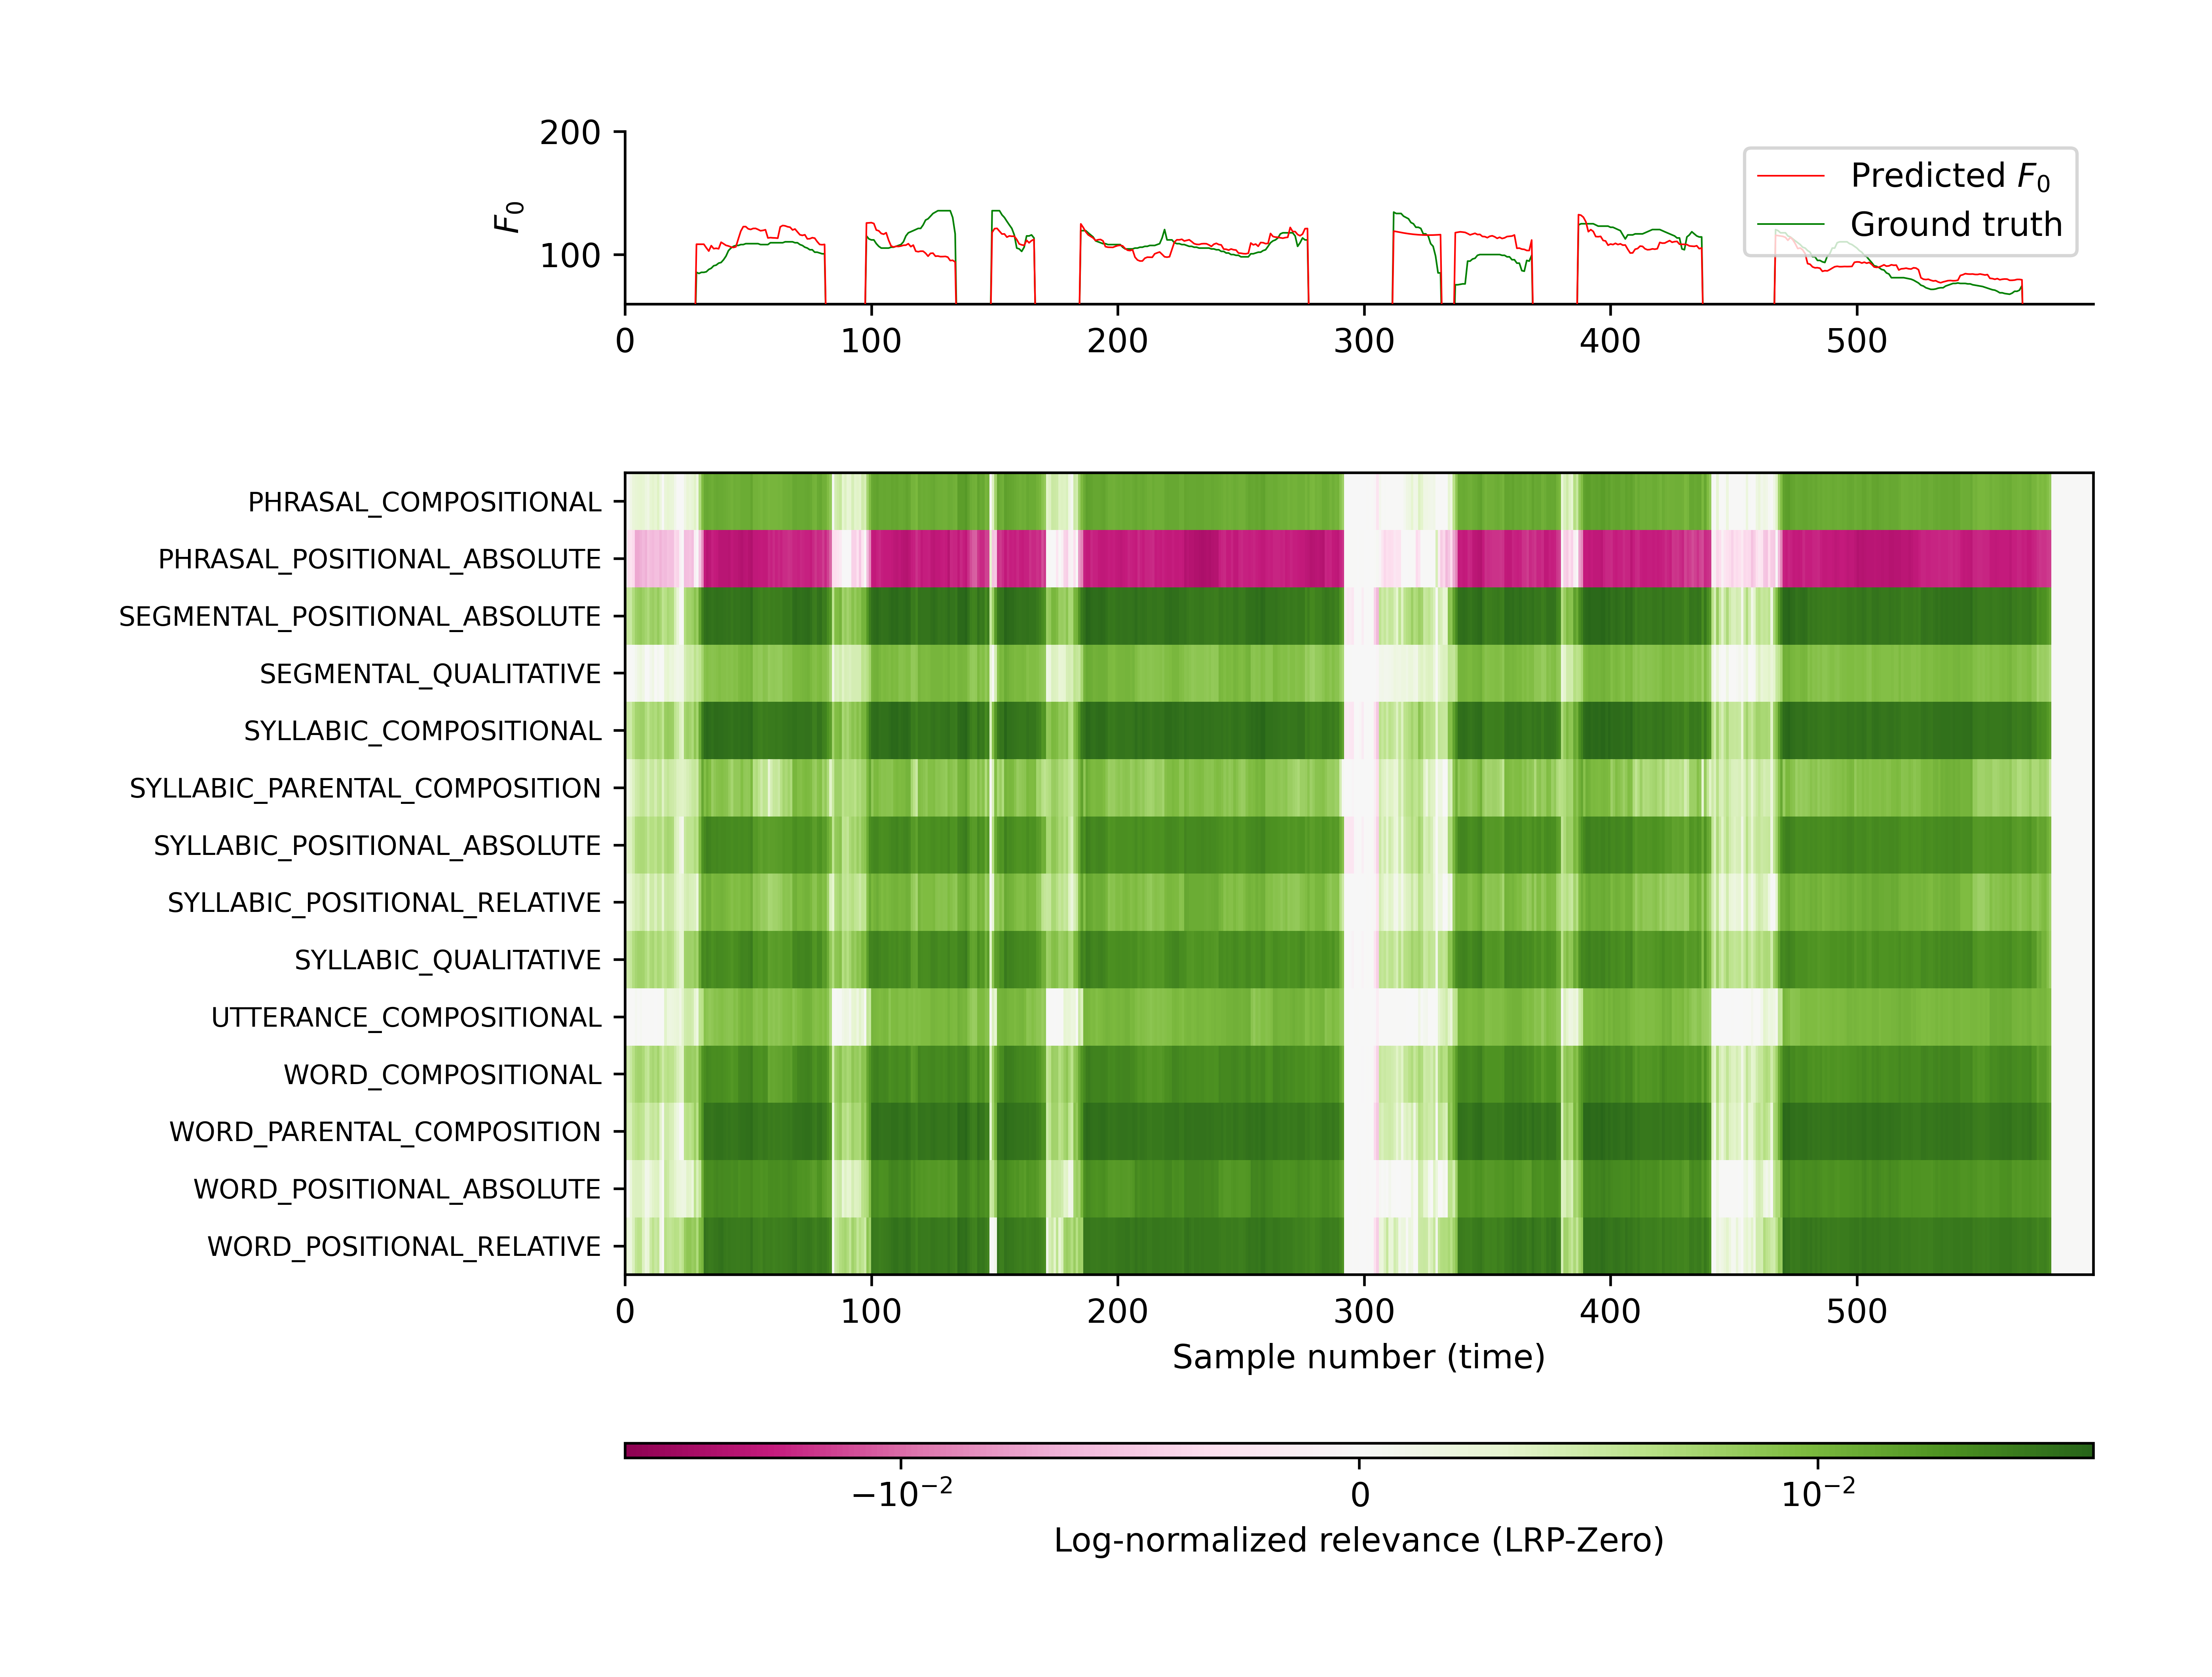 200
100
F₀
Predicted F₀
Ground truth
0 100 200 300 400 500
PHRASAL_COMPOSITIONAL
PHRASAL_POSITIONAL_ABSOLUTE
SEGMENTAL_POSITIONAL_ABSOLUTE
SEGMENTAL_QUALITATIVE
SYLLABIC_COMPOSITIONAL
SYLLABIC_PARENTAL_COMPOSITION
SYLLABIC_POSITIONAL_ABSOLUTE
SYLLABIC_POSITIONAL_RELATIVE
SYLLABIC_QUALITATIVE
UTTERANCE_COMPOSITIONAL
WORD_COMPOSITIONAL
WORD_PARENTAL_COMPOSITION
WORD_POSITIONAL_ABSOLUTE
WORD_POSITIONAL_RELATIVE
0 100 200 300 400 500
Sample number (time)
−10⁻² 0 10⁻²
Log-normalized relevance (LRP-Zero)